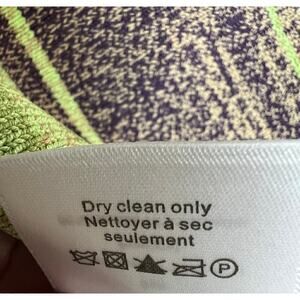 Dry clean only
Nettoyer à sec
seulement
P